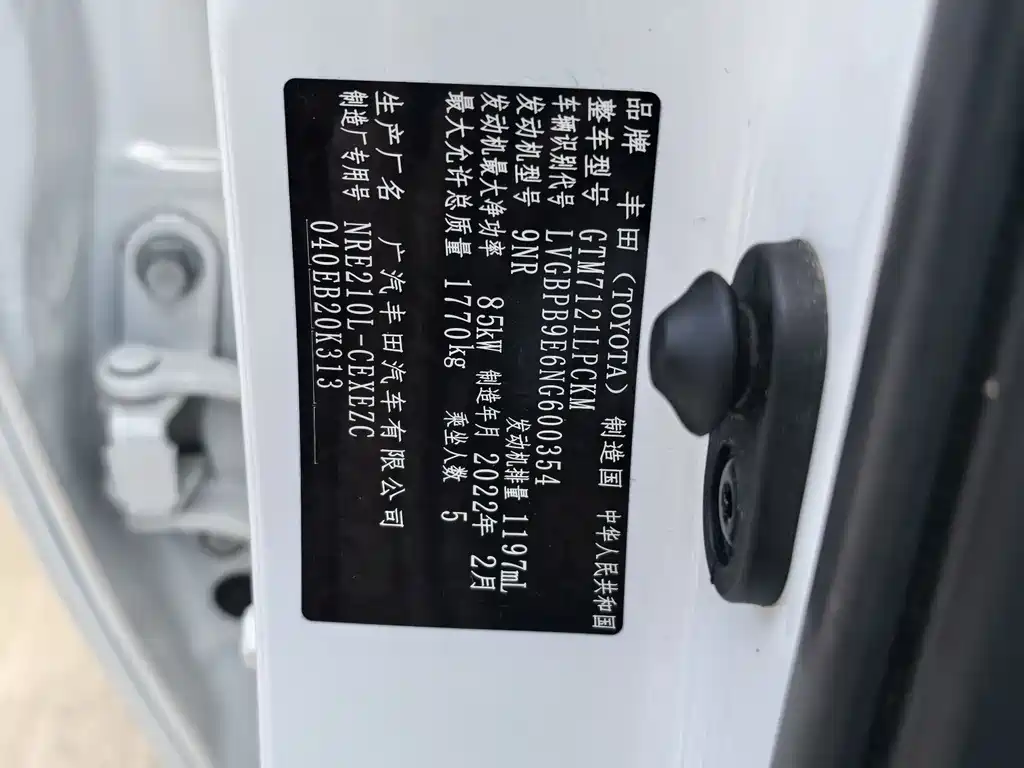 品牌 丰田（TOYOTA） 制造国 中华人民共和国
整车型号 GTM7121LPCKM
车辆识别代号 LVGBPB9E6NG600354
发动机型号 9NR 发动机排量 1197mL
发动机最大净功率 85kW 制造年月 2022年 2月
最大允许总质量 1770kg 乘坐人数 5
生产厂名 广汽丰田汽车有限公司
制造厂专用号 NRE210L-CEXEZC
040EB20K313